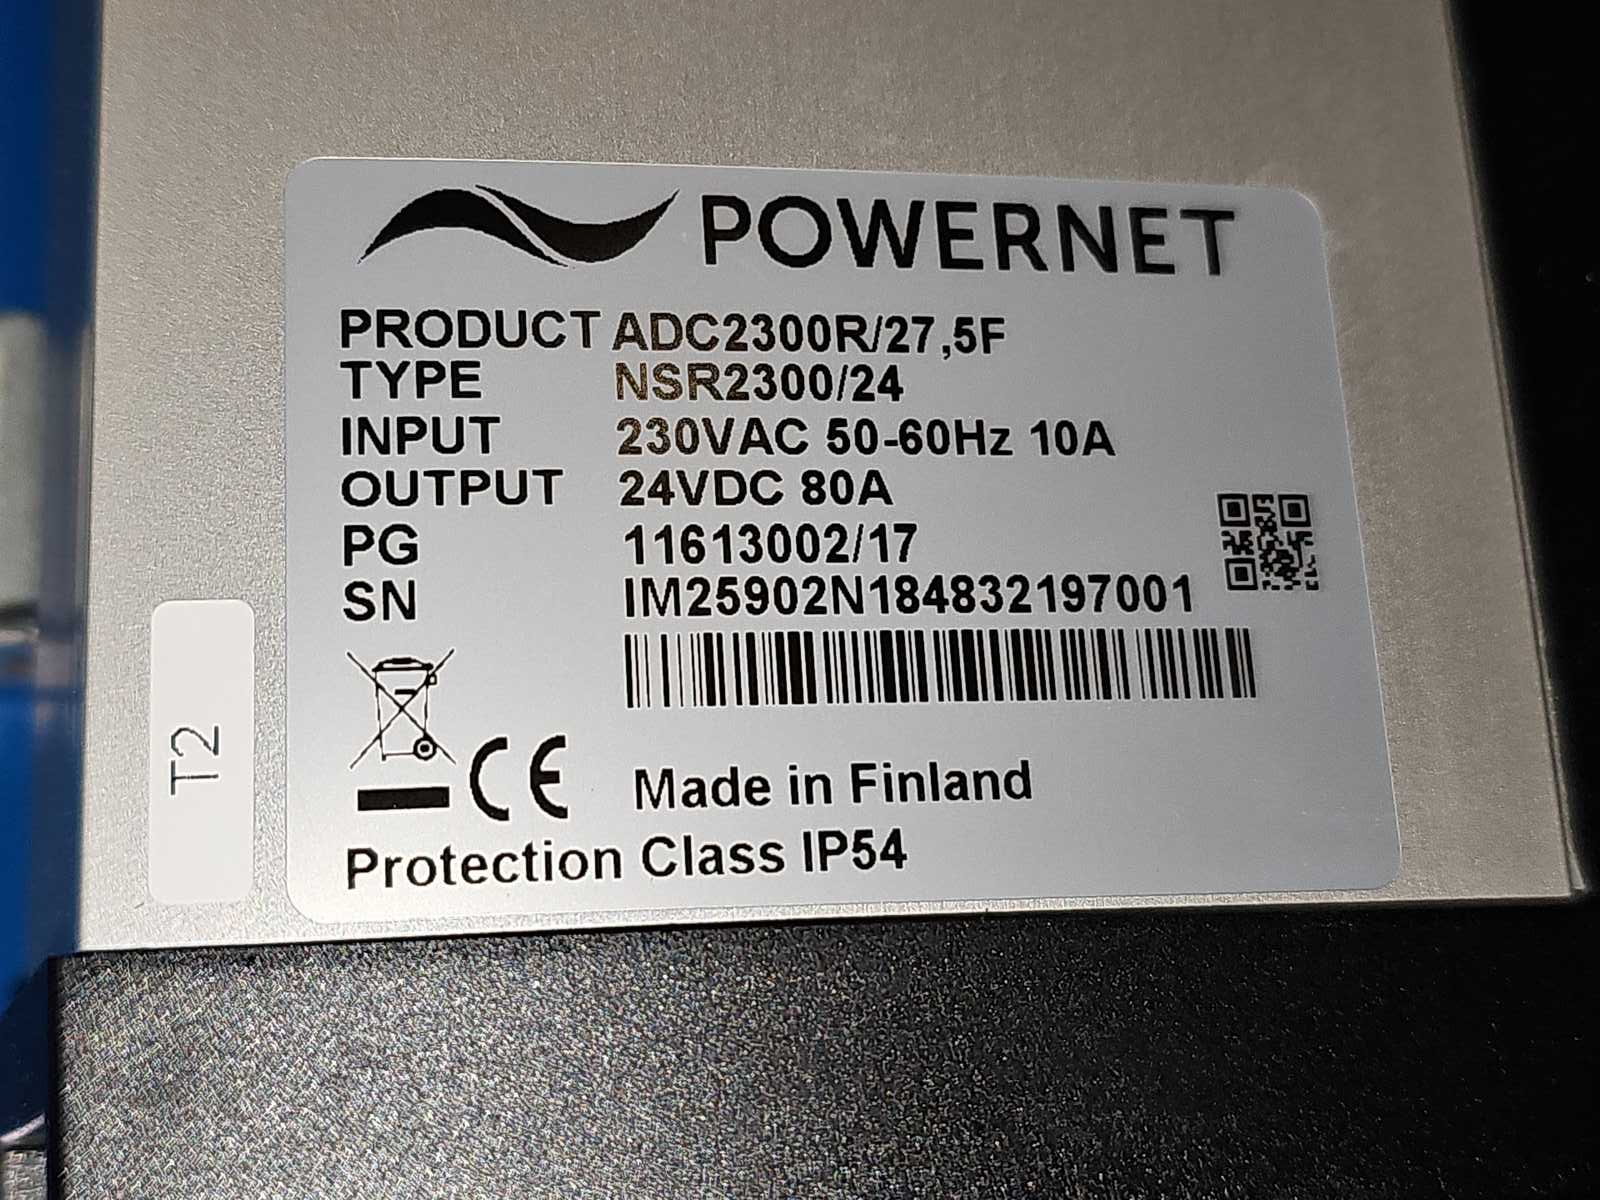 POWERNET
PRODUCT ADC2300R/27,5F
TYPE NSR2300/24
INPUT 230VAC 50-60Hz 10A
OUTPUT 24VDC 80A
PG 11613002/17
SN IM25902N184832197001
CE Made in Finland
Protection Class IP54
T2